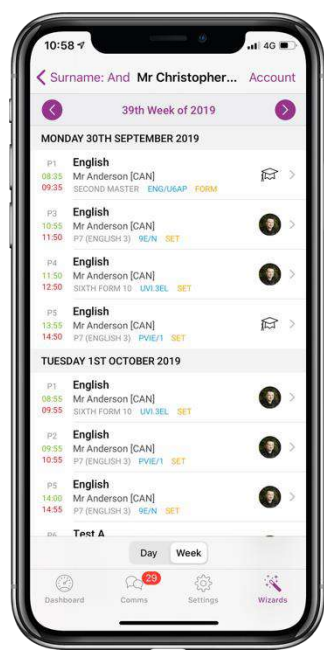 10:58 4G
Surname: And Mr Christopher... Account
39th Week of 2019
MONDAY 30TH SEPTEMBER 2019
P1 English
08:35 Mr Anderson [CAN]
09:35 SECOND MASTER ENG/U6AP FORM
P3 English
10:55 Mr Anderson [CAN]
11:50 P7 (ENGLISH 3) 9E/N SET
P4 English
11:50 Mr Anderson [CAN]
12:50 SIXTH FORM 10 UVI.3EL SET
P5 English
13:55 Mr Anderson [CAN]
14:50 P7 (ENGLISH 3) PVIE/1 SET
TUESDAY 1ST OCTOBER 2019
P1 English
08:55 Mr Anderson [CAN]
09:55 SIXTH FORM 10 UVI.3EL SET
P2 English
09:55 Mr Anderson [CAN]
10:55 P7 (ENGLISH 3) PVIE/1 SET
P5 English
14:00 Mr Anderson [CAN]
14:55 P7 (ENGLISH 3) 9E/N SET
P6 Test A
Day Week
29
Dashboard Comms Settings Wizards